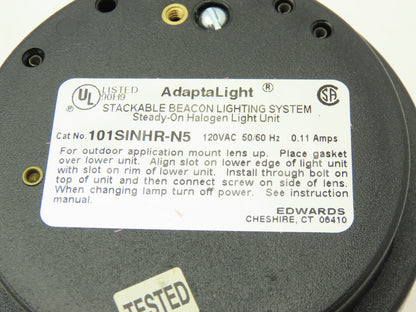 UL LISTED
90H9
AdaptaLight ®
SA
STACKABLE BEACON LIGHTING SYSTEM
Steady-On Halogen Light Unit
Cat No. 101SINHR-N5 120VAC 50/60 Hz 0.11 Amps
For outdoor application mount lens up. Place gasket
over lower unit. Align slot on lower edge of light unit
with slot on rim of lower unit. Install through bolt on
top of unit and then connect screw on side of lens.
When changing lamp turn off power. See instruction
manual.
EDWARDS
CHESHIRE, CT 06410
TESTED